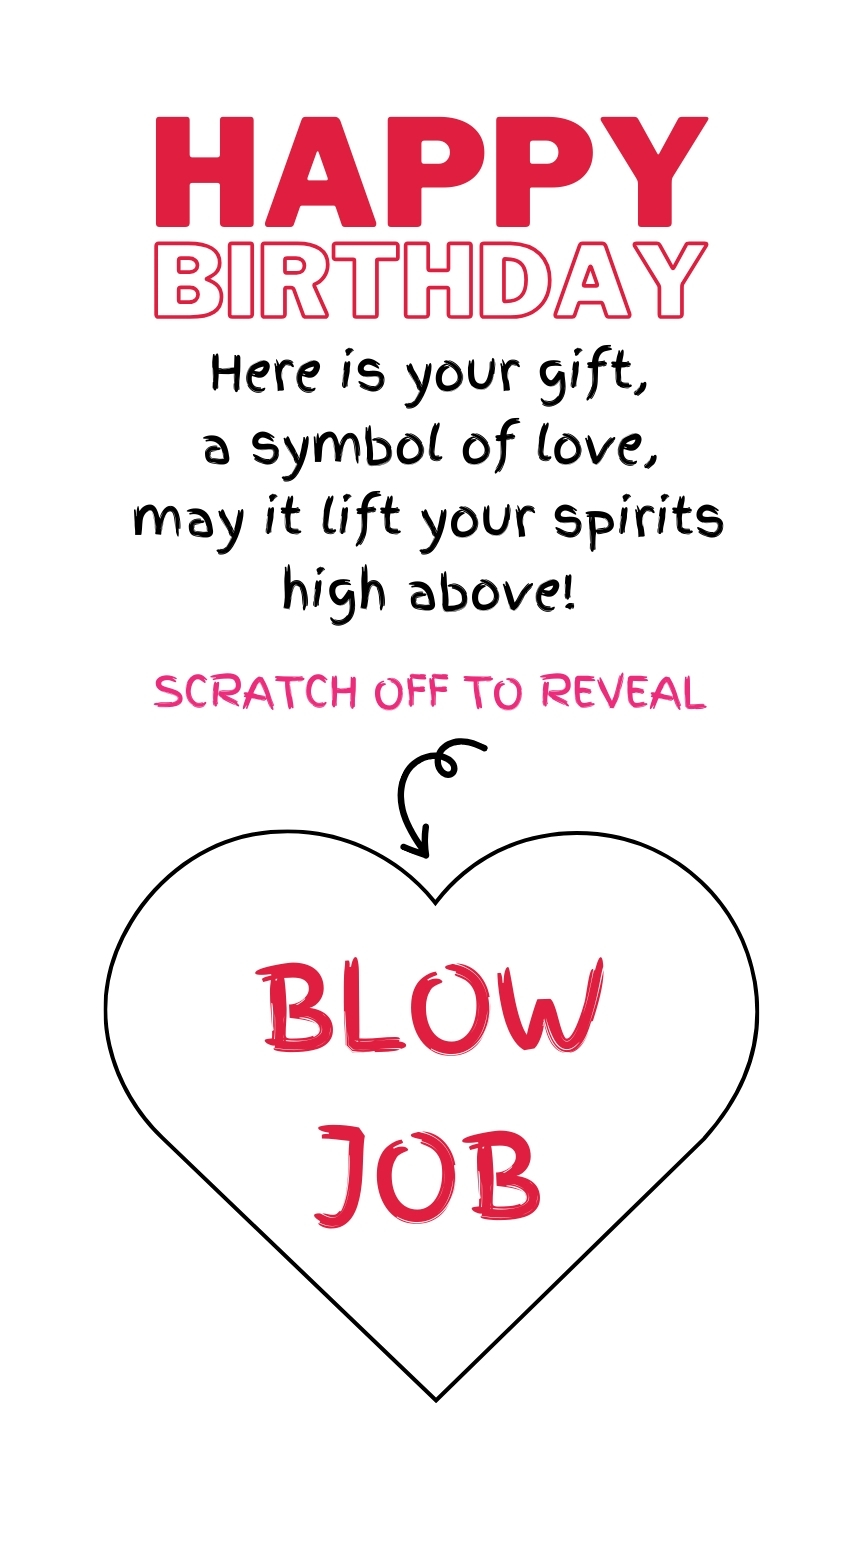 HAPPY
BIRTHDAY
Here is your gift,
a symbol of love,
may it lift your spirits
high above!
SCRATCH OFF TO REVEAL
BLOW
JOB